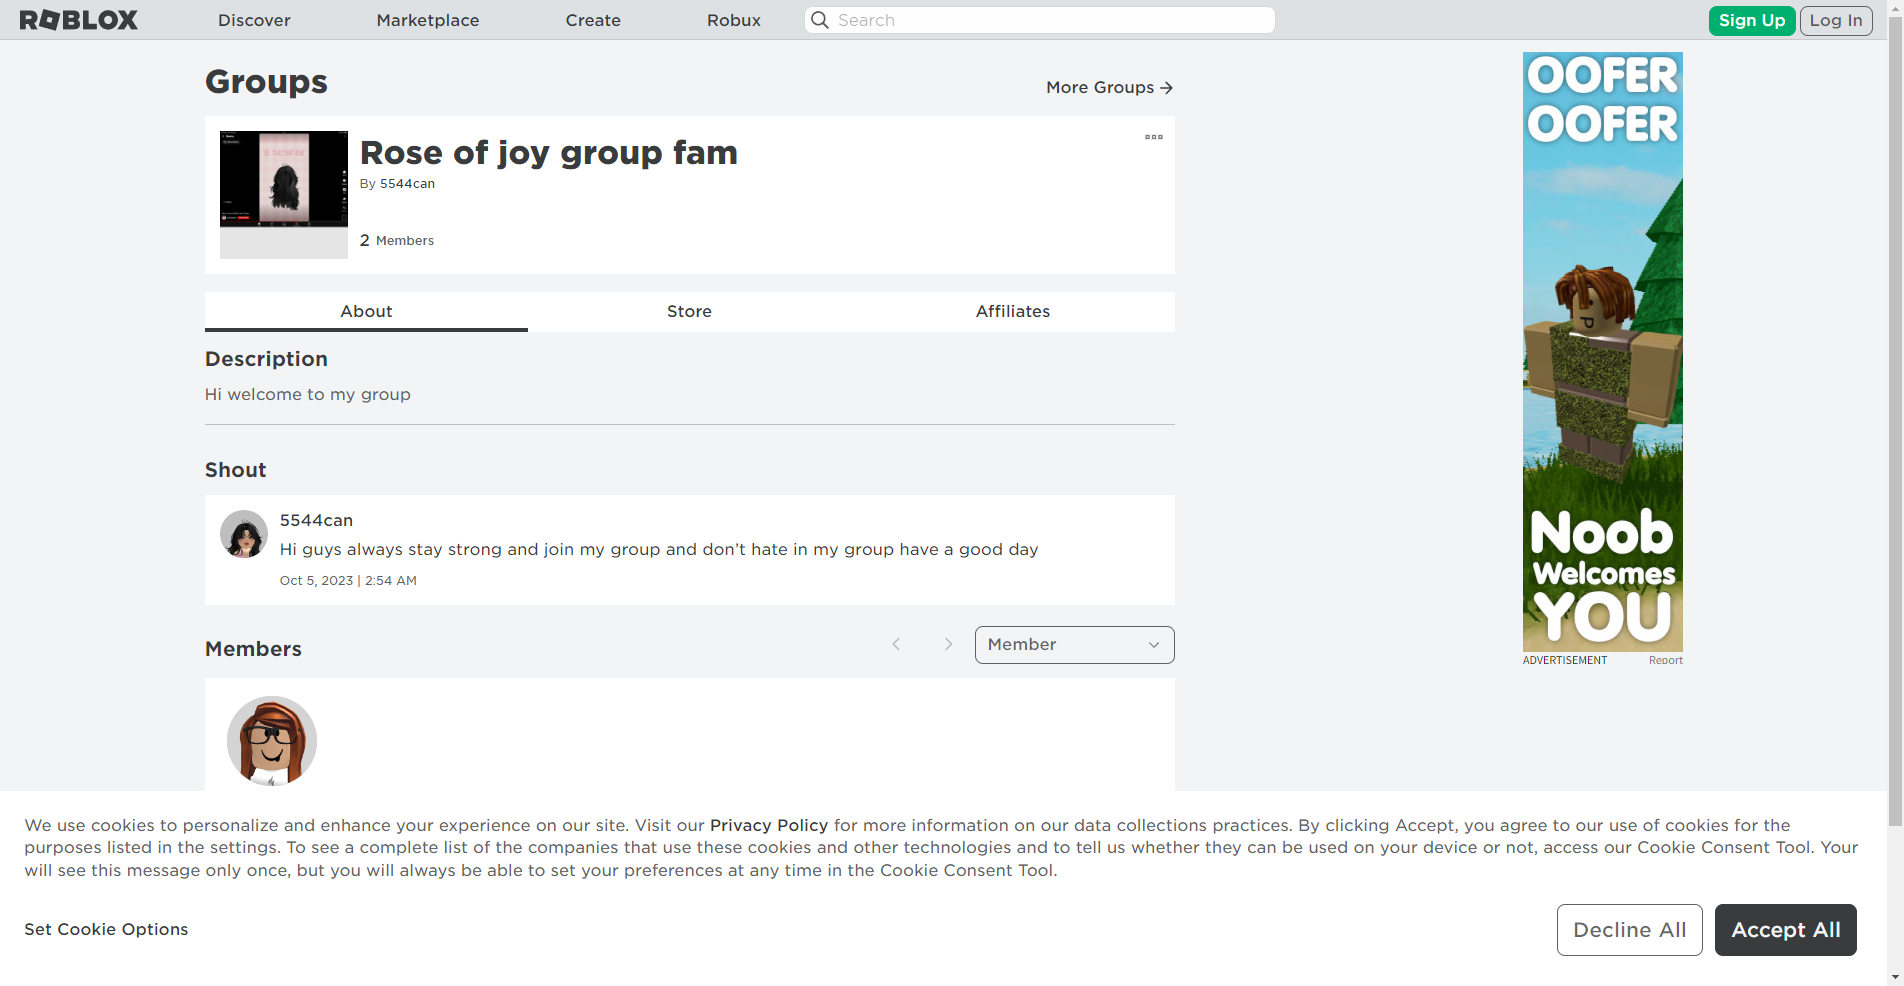 ROBLOX
Discover
Marketplace
Create
Robux
Search
Sign Up
Log In
Groups
More Groups
Rose of joy group fam
By 5544can
2 Members
About
Store
Affiliates
Description
Hi welcome to my group
Shout
5544can
Hi guys always stay strong and join my group and don’t hate in my group have a good day
Oct 5, 2023 | 2:54 AM
Members
Member
OOFER
OOFER
Noob
Welcomes
YOU
ADVERTISEMENT
Report
We use cookies to personalize and enhance your experience on our site. Visit our Privacy Policy for more information on our data collections practices. By clicking Accept, you agree to our use of cookies for the
purposes listed in the settings. To see a complete list of the companies that use these cookies and other technologies and to tell us whether they can be used on your device or not, access our Cookie Consent Tool. Your
will see this message only once, but you will always be able to set your preferences at any time in the Cookie Consent Tool.
Set Cookie Options
Decline All
Accept All